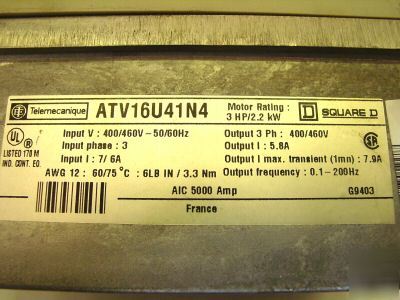 Telemecanique ATV16U41N4 Motor Rating : 3 HP/2.2 kW D SQUARE D
UL ® LISTED 170 M IND. CONT. EQ.
Input V : 400/460V-50/60Hz Output 3 Ph : 400/460V
Input phase : 3 Output I : 5.8A
Input I : 7/ 6A Output I max. transient (1mn) : 7.9A
AWG 12 : 60/75 °C : 6LB IN / 3.3 Nm Output frequency : 0.1-200Hz
AIC 5000 Amp G9403
France
SA